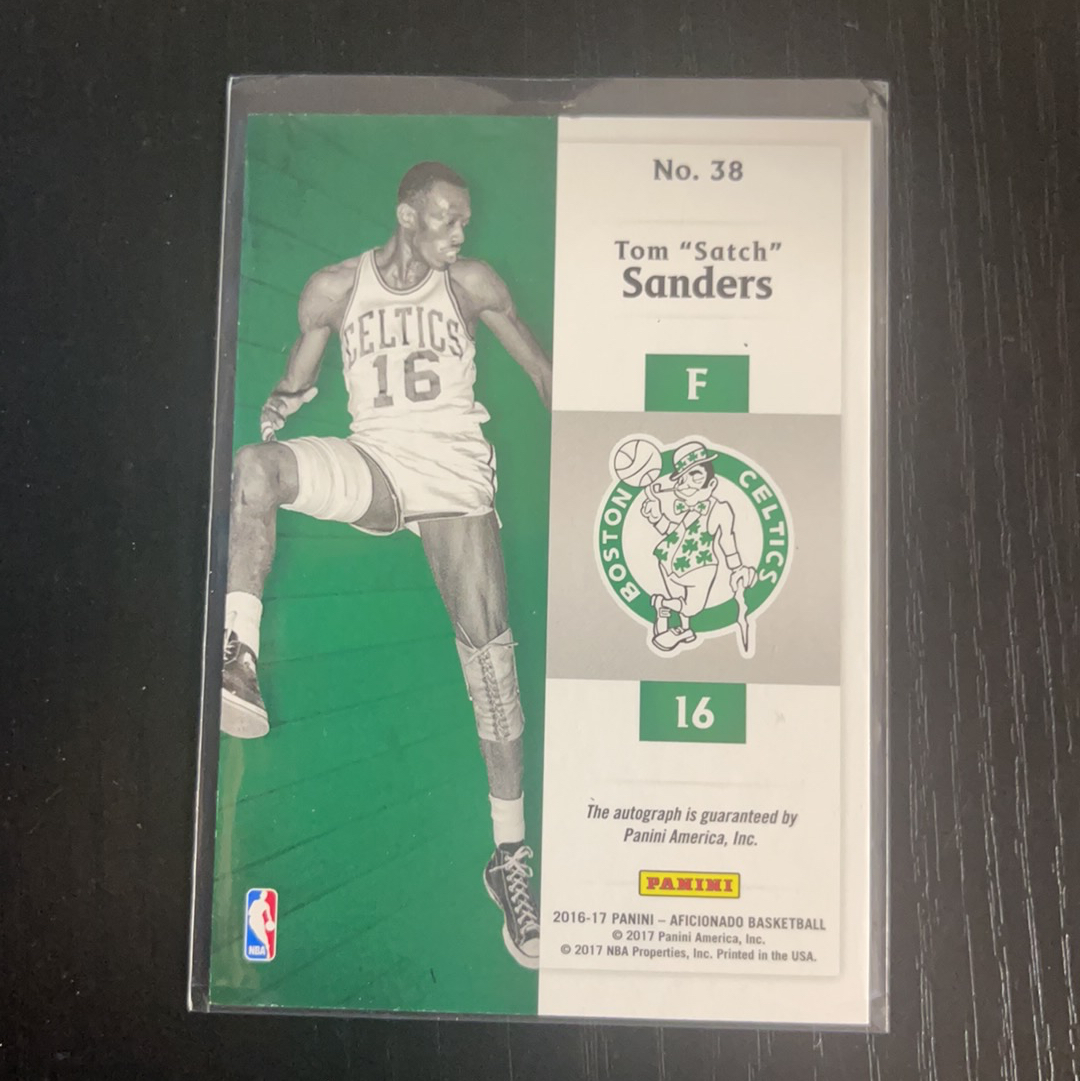 No. 38
Tom “Satch”
Sanders
F
CELTICS
16
BOSTON CELTICS
16
The autograph is guaranteed by
Panini America, Inc.
PANINI
2016-17 PANINI – AFICIONADO BASKETBALL
© 2017 Panini America, Inc.
© 2017 NBA Properties, Inc. Printed in the USA.
NBA